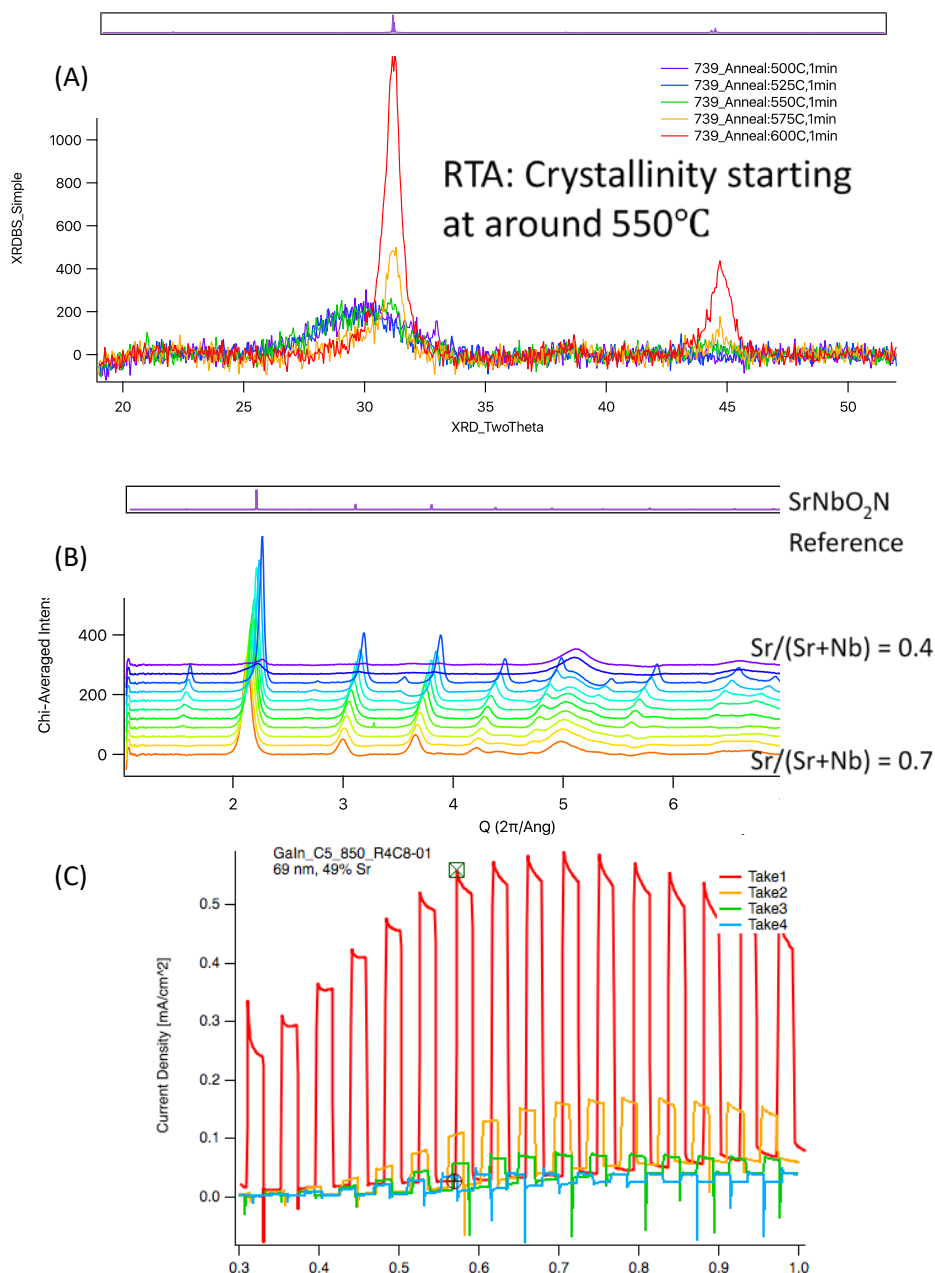 (A)
739_Anneal:500C,1min
739_Anneal:525C,1min
739_Anneal:550C,1min
739_Anneal:575C,1min
739_Anneal:600C,1min
RTA: Crystallinity starting
at around 550℃
XRDBS_Simple
1000
800
600
400
200
0
20
25
30
35
40
45
50
XRD_TwoTheta
SrNbO2N
Reference
(B)
Chi-Averaged Intens
400
200
0
Sr/(Sr+Nb) = 0.4
Sr/(Sr+Nb) = 0.7
2
3
4
5
6
Q (2π/Ang)
(C)
GaIn_C5_850_R4C8-01
69 nm, 49% Sr
Take1
Take2
Take3
Take4
Current Density [mA/cm^2]
0.5
0.4
0.3
0.2
0.1
0.0
0.3
0.4
0.5
0.6
0.7
0.8
0.9
1.0